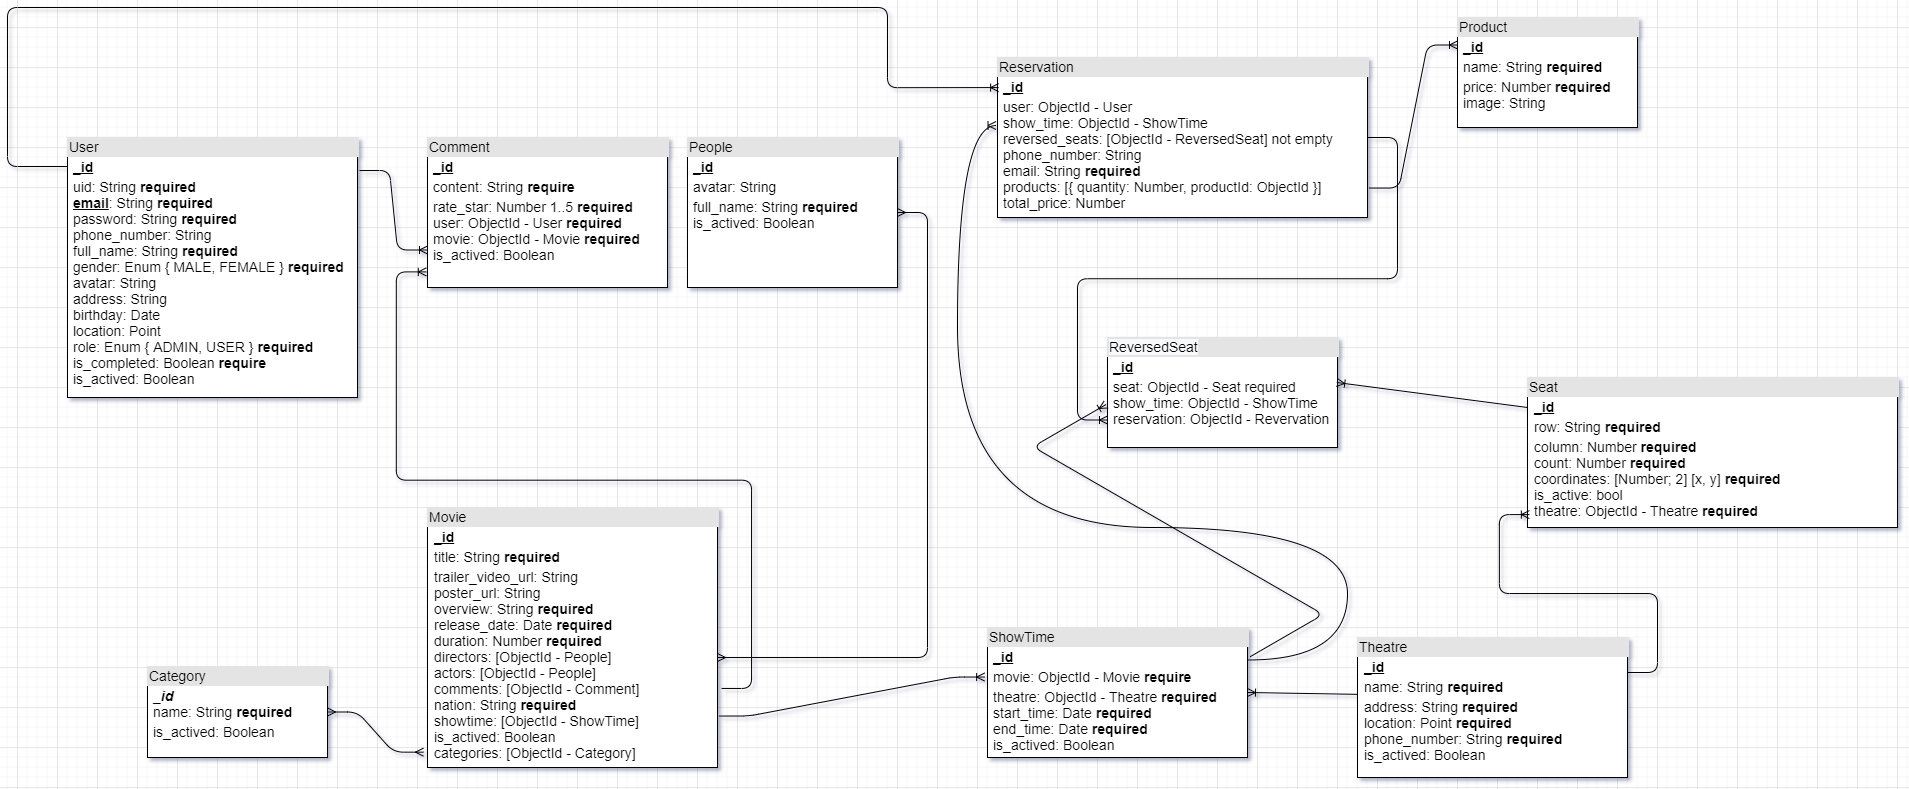 Product
_id
name: String required
price: Number required
image: String
Reservation
_id
user: ObjectId - User
show_time: ObjectId - ShowTime
reversed_seats: [ObjectId - ReversedSeat] not empty
phone_number: String
email: String required
products: [{ quantity: Number, productId: ObjectId }]
total_price: Number
User
_id
uid: String required
email: String required
password: String required
phone_number: String
full_name: String required
gender: Enum { MALE, FEMALE } required
avatar: String
address: String
birthday: Date
location: Point
role: Enum { ADMIN, USER } required
is_completed: Boolean require
is_actived: Boolean
Comment
_id
content: String require
rate_star: Number 1..5 required
user: ObjectId - User required
movie: ObjectId - Movie required
is_actived: Boolean
People
_id
avatar: String
full_name: String required
is_actived: Boolean
ReversedSeat
_id
seat: ObjectId - Seat required
show_time: ObjectId - ShowTime
reservation: ObjectId - Revervation
Seat
_id
row: String required
column: Number required
count: Number required
coordinates: [Number; 2] [x, y] required
is_active: bool
theatre: ObjectId - Theatre required
Movie
_id
title: String required
trailer_video_url: String
poster_url: String
overview: String required
release_date: Date required
duration: Number required
directors: [ObjectId - People]
actors: [ObjectId - People]
comments: [ObjectId - Comment]
nation: String required
showtime: [ObjectId - ShowTime]
is_actived: Boolean
categories: [ObjectId - Category]
Category
_id
name: String required
is_actived: Boolean
ShowTime
_id
movie: ObjectId - Movie require
theatre: ObjectId - Theatre required
start_time: Date required
end_time: Date required
is_actived: Boolean
Theatre
_id
name: String required
address: String required
location: Point required
phone_number: String required
is_actived: Boolean